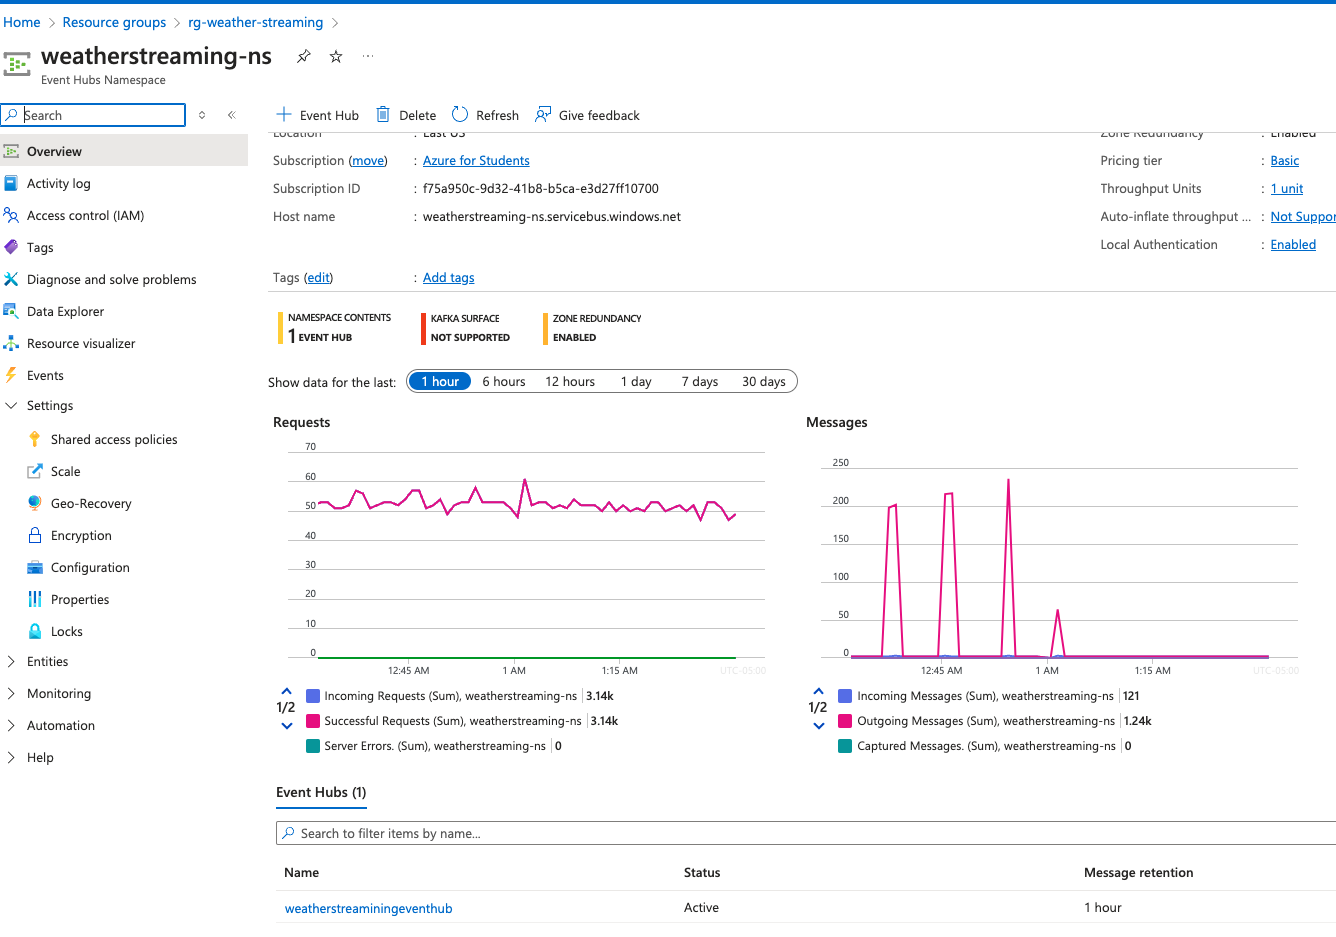 Home > Resource groups > rg-weather-streaming >
weatherstreaming-ns
Event Hubs Namespace
Search
Event Hub Delete Refresh Give feedback
Overview
Activity log
Access control (IAM)
Tags
Diagnose and solve problems
Data Explorer
Resource visualizer
Events
Settings
Shared access policies
Scale
Geo-Recovery
Encryption
Configuration
Properties
Locks
Entities
Monitoring
Automation
Help
Location : East US
Subscription (move) : Azure for Students
Subscription ID : f75a950c-9d32-41b8-b5ca-e3d27ff10700
Host name : weatherstreaming-ns.servicebus.windows.net
Zone Redundancy : Enabled
Pricing tier : Basic
Throughput Units : 1 unit
Auto-inflate throughput ... : Not Suppor
Local Authentication : Enabled
Tags (edit) : Add tags
NAMESPACE CONTENTS
1 EVENT HUB
KAFKA SURFACE
NOT SUPPORTED
ZONE REDUNDANCY
ENABLED
Show data for the last: 1 hour 6 hours 12 hours 1 day 7 days 30 days
Requests
70
60
50
40
30
20
10
0
12:45 AM 1 AM 1:15 AM UTC-05:00
1/2
Incoming Requests (Sum), weatherstreaming-ns 3.14k
Successful Requests (Sum), weatherstreaming-ns 3.14k
Server Errors. (Sum), weatherstreaming-ns 0
Messages
250
200
150
100
50
0
12:45 AM 1 AM 1:15 AM UTC-05:00
1/2
Incoming Messages (Sum), weatherstreaming-ns 121
Outgoing Messages (Sum), weatherstreaming-ns 1.24k
Captured Messages. (Sum), weatherstreaming-ns 0
Event Hubs (1)
Search to filter items by name...
Name Status Message retention
weatherstreaminingeventhub Active 1 hour